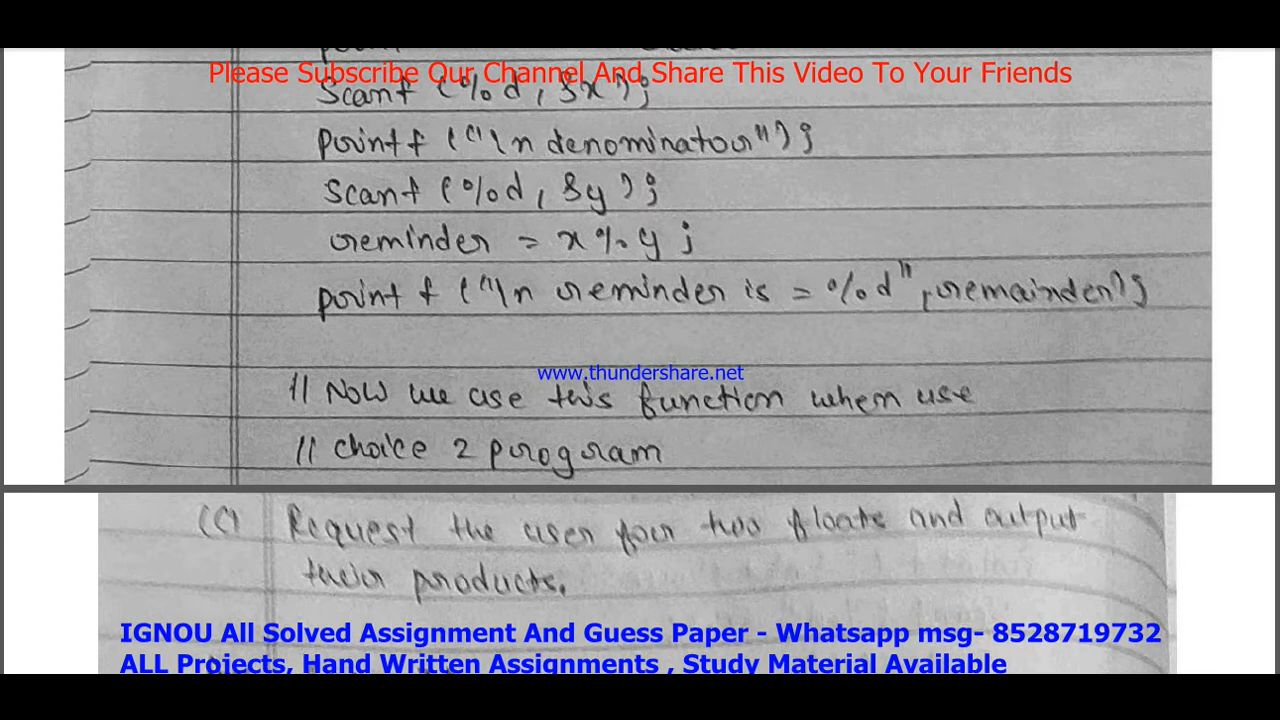 Please Subscribe Our Channel And Share This Video To Your Friends
Scanf (%d, &x);
printf ("\n denominator");
Scanf (%d, &y);
reminder = x % y ;
printf ("\n reminder is = %d", remainder);
www.thundershare.net
// Now we use this function when use
// choice 2 program
(C) Request the user for two floats and output
their products.
IGNOU All Solved Assignment And Guess Paper - Whatsapp msg- 8528719732
ALL Projects, Hand Written Assignments , Study Material Available